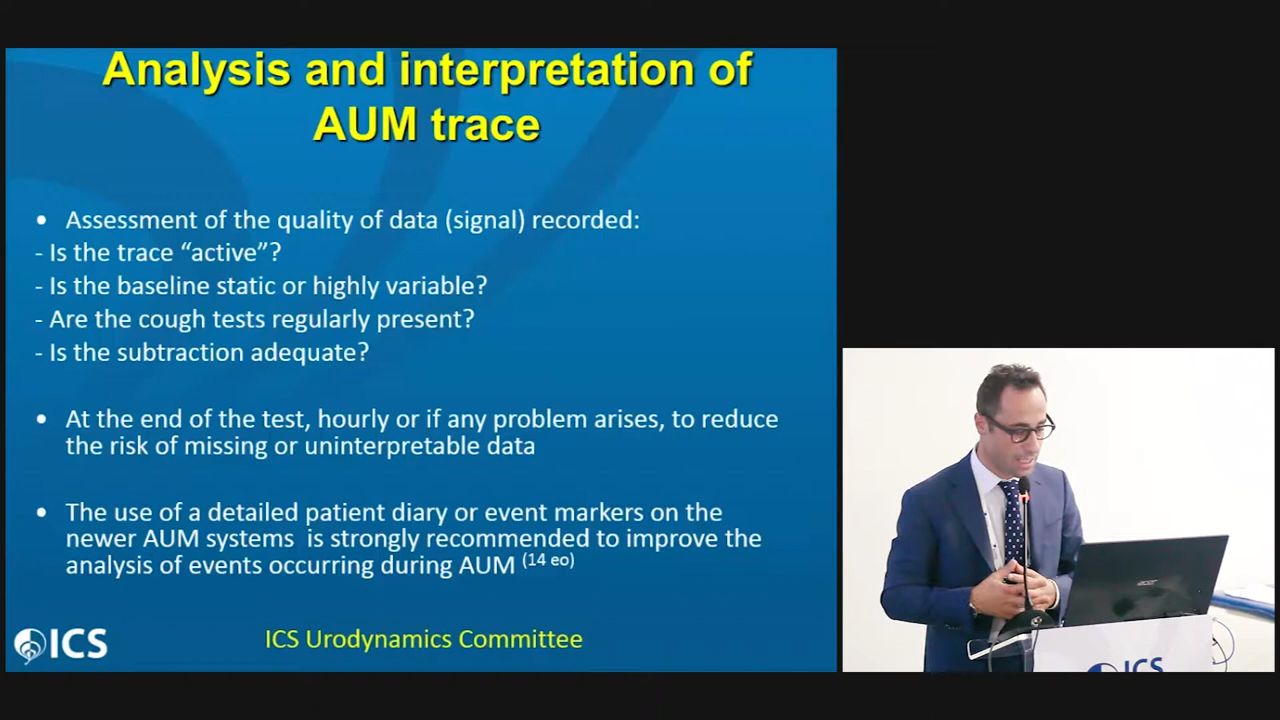 Analysis and interpretation of
AUM trace
• Assessment of the quality of data (signal) recorded:
- Is the trace “active”?
- Is the baseline static or highly variable?
- Are the cough tests regularly present?
- Is the subtraction adequate?
• At the end of the test, hourly or if any problem arises, to reduce
the risk of missing or uninterpretable data
• The use of a detailed patient diary or event markers on the
newer AUM systems is strongly recommended to improve the
analysis of events occurring during AUM (14 eo)
ICS
ICS Urodynamics Committee
acer
ICS